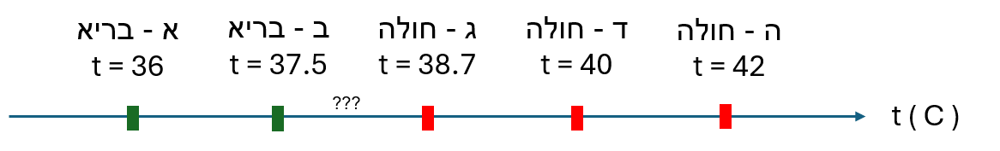 א - בריא
t = 36
ב - בריא
t = 37.5
ג - חולה
t = 38.7
ד - חולה
t = 40
ה - חולה
t = 42
???
t ( C )